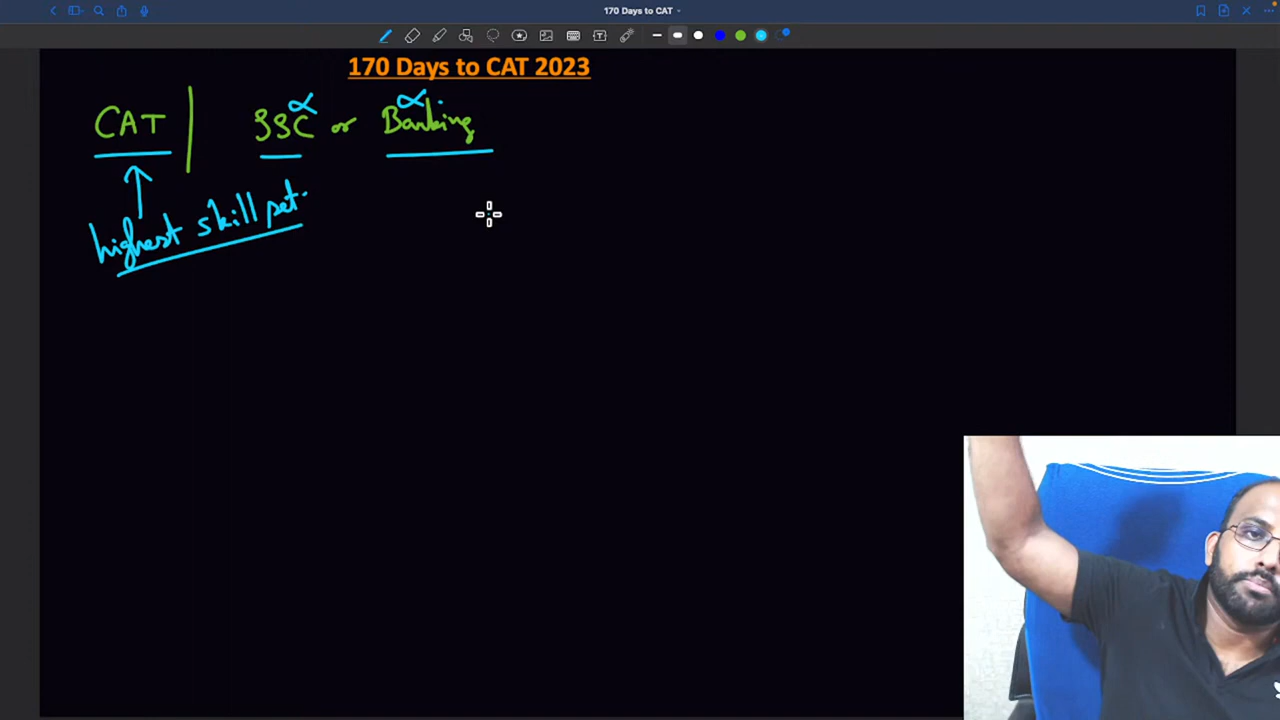 170 Days to CAT
170 Days to CAT 2023
CAT | SSC α or Banking α
highest skill set.